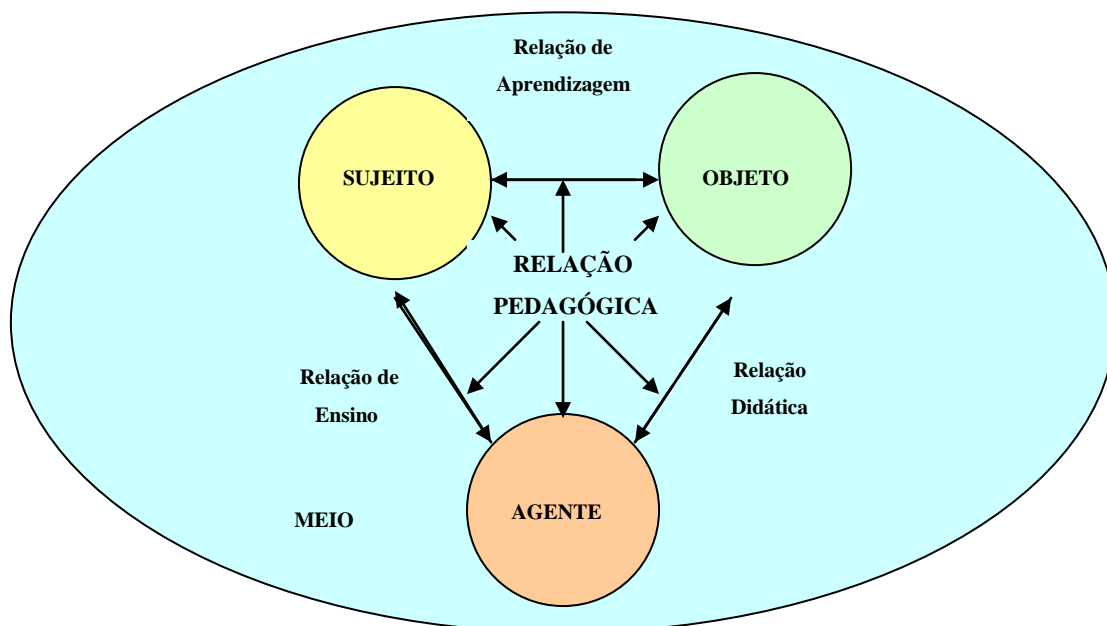 Relação de
Aprendizagem
SUJEITO
OBJETO
RELAÇÃO
PEDAGÓGICA
Relação de
Ensino
Relação
Didática
MEIO
AGENTE